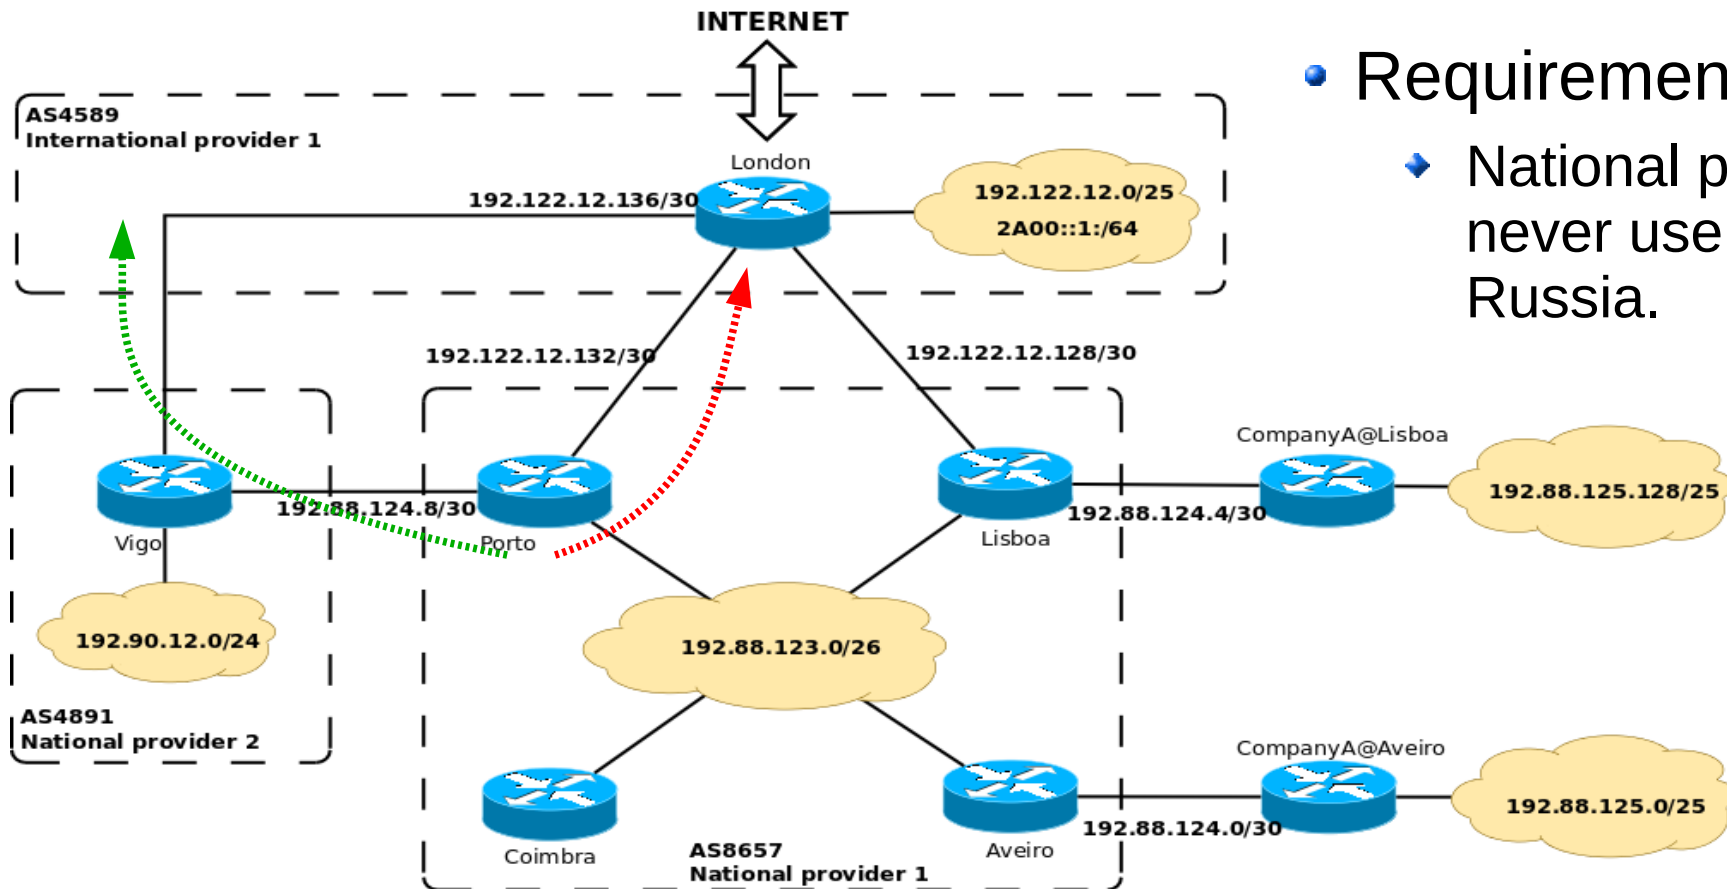 INTERNET
AS4589
International provider 1
London
192.122.12.136/30
192.122.12.0/25
2A00::1:/64
192.122.12.132/30
192.122.12.128/30
Vigo
192.88.124.8/30
Porto
Lisboa
192.88.124.4/30
CompanyA@Lisboa
192.88.125.128/25
192.90.12.0/24
192.88.123.0/26
AS4891
National provider 2
Coimbra
AS8657
National provider 1
Aveiro
192.88.124.0/30
CompanyA@Aveiro
192.88.125.0/25
Requiremen
National p
never use
Russia.